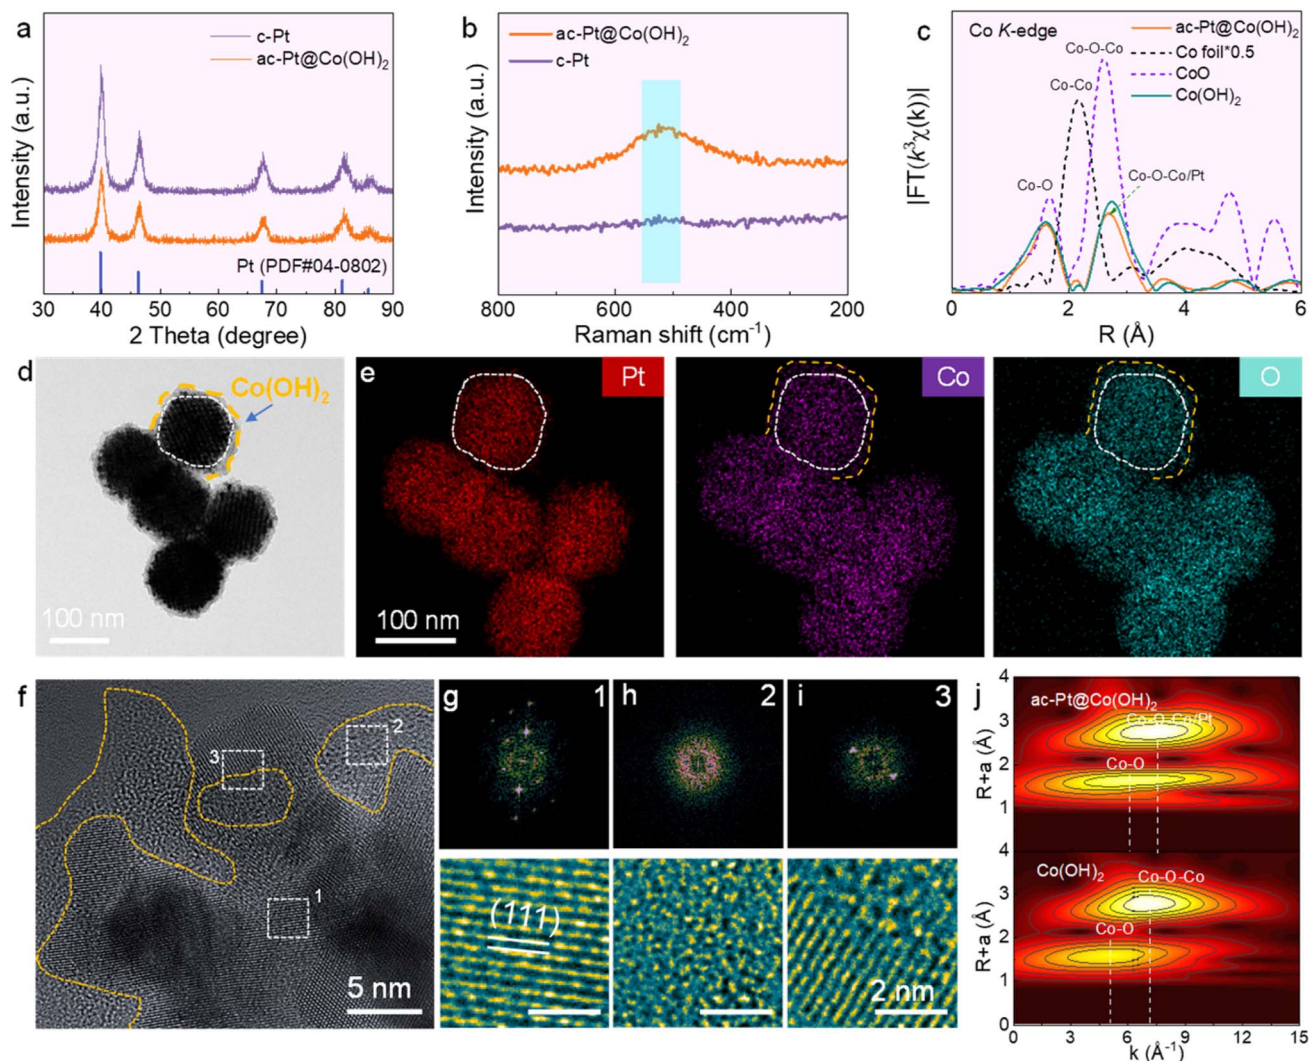 a
c-Pt
ac-Pt@Co(OH)₂
Intensity (a.u.)
Pt (PDF#04-0802)
30 40 50 60 70 80 90
2 Theta (degree)
b
ac-Pt@Co(OH)₂
c-Pt
Intensity (a.u.)
800 600 400 200
Raman shift (cm⁻¹)
c
Co K-edge
ac-Pt@Co(OH)₂
Co foil*0.5
CoO
Co(OH)₂
Co-O-Co
Co-Co
Co-O
Co-O-Co/Pt
|FT(k³χ(k))|
0 2 4 6
R (Å)
d
Co(OH)₂
100 nm
e
Pt
100 nm
Co
O
f
1
2
3
5 nm
g
1
(111)
h
2
i
3
2 nm
j
ac-Pt@Co(OH)₂
Co-O-Co/Pt
Co-O
R+a (Å)
4
3
2
1
0
Co(OH)₂
Co-O-Co
Co-O
R+a (Å)
4
3
2
1
0
0 3 6 9 12 15
k (Å⁻¹)